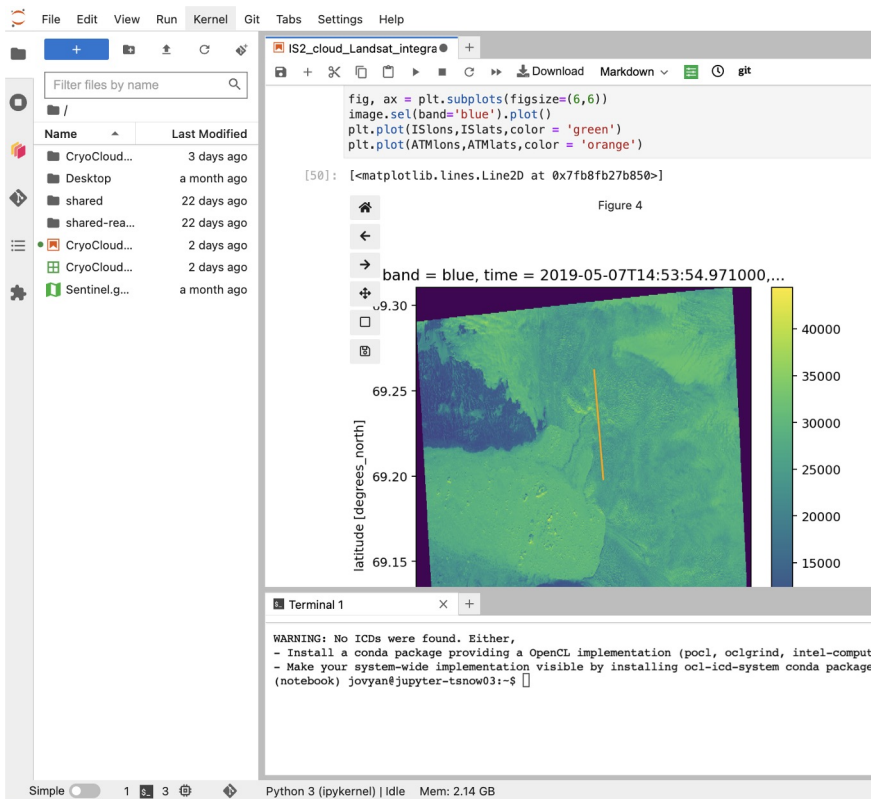 File Edit View Run Kernel Git Tabs Settings Help
Filter files by name
/
Name Last Modified
CryoCloud... 3 days ago
Desktop a month ago
shared 22 days ago
shared-rea... 22 days ago
CryoCloud... 2 days ago
CryoCloud... 2 days ago
Sentinel.g... a month ago
IS2_cloud_Landsat_integra
Download Markdown git
fig, ax = plt.subplots(figsize=(6,6))
image.sel(band='blue').plot()
plt.plot(ISlons,ISlats,color = 'green')
plt.plot(ATMlons,ATMlats,color = 'orange')
[50]: [<matplotlib.lines.Line2D at 0x7fb8fb27b850>]
Figure 4
band = blue, time = 2019-05-07T14:53:54.971000,...
69.30
69.25
69.20
69.15
latitude [degrees_north]
40000
35000
30000
25000
20000
15000
Terminal 1
WARNING: No ICDs were found. Either,
- Install a conda package providing a OpenCL implementation (pocl, oclgrind, intel-comput
- Make your system-wide implementation visible by installing ocl-icd-system conda package
(notebook) jovyan@jupyter-tsnow03:~$
Simple 1 3 Python 3 (ipykernel) | Idle Mem: 2.14 GB